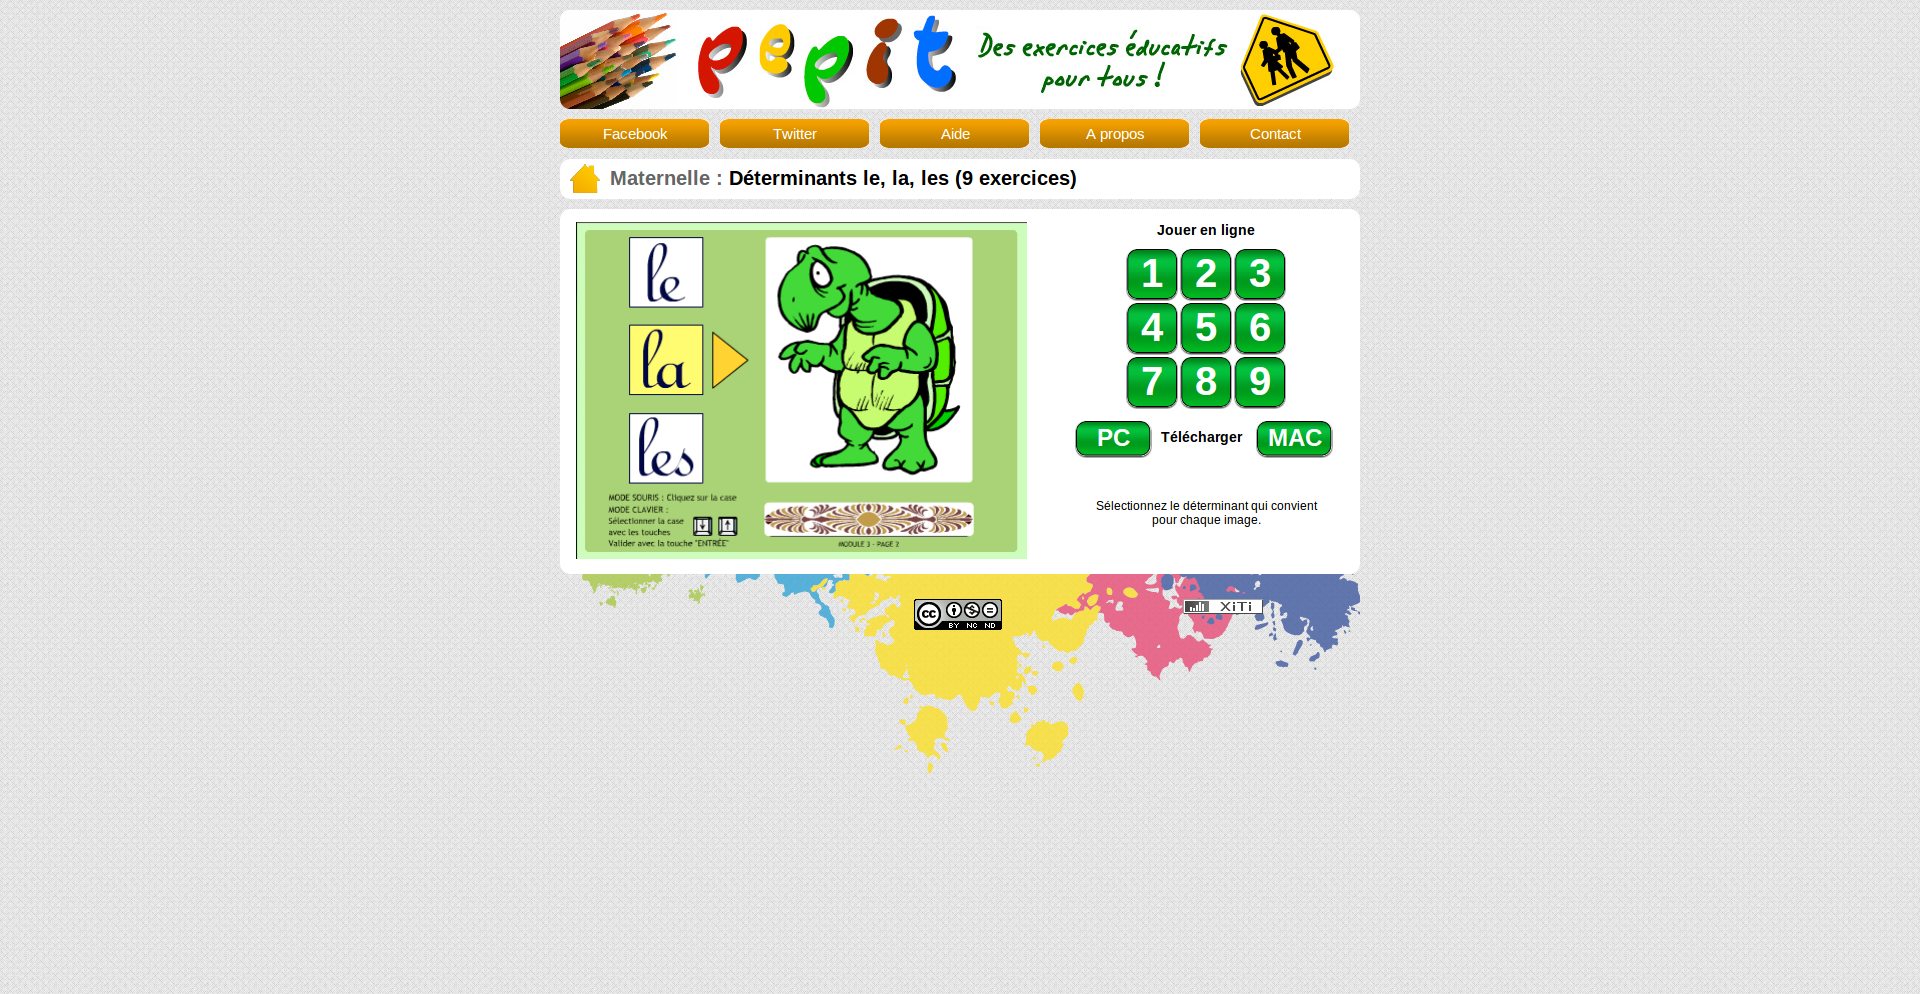 pepit
Des exercices éducatifs
pour tous !
Facebook
Twitter
Aide
A propos
Contact
Maternelle : Déterminants le, la, les (9 exercices)
le
la
les
MODE SOURIS : Cliquez sur la case
MODE CLAVIER :
Sélectionner la case
avec les touches
Valider avec la touche "ENTRÉE"
MODULE 3 - PAGE 2
Jouer en ligne
1 2 3
4 5 6
7 8 9
PC Télécharger MAC
Sélectionnez le déterminant qui convient
pour chaque image.
cc
BY NC ND
XiTi